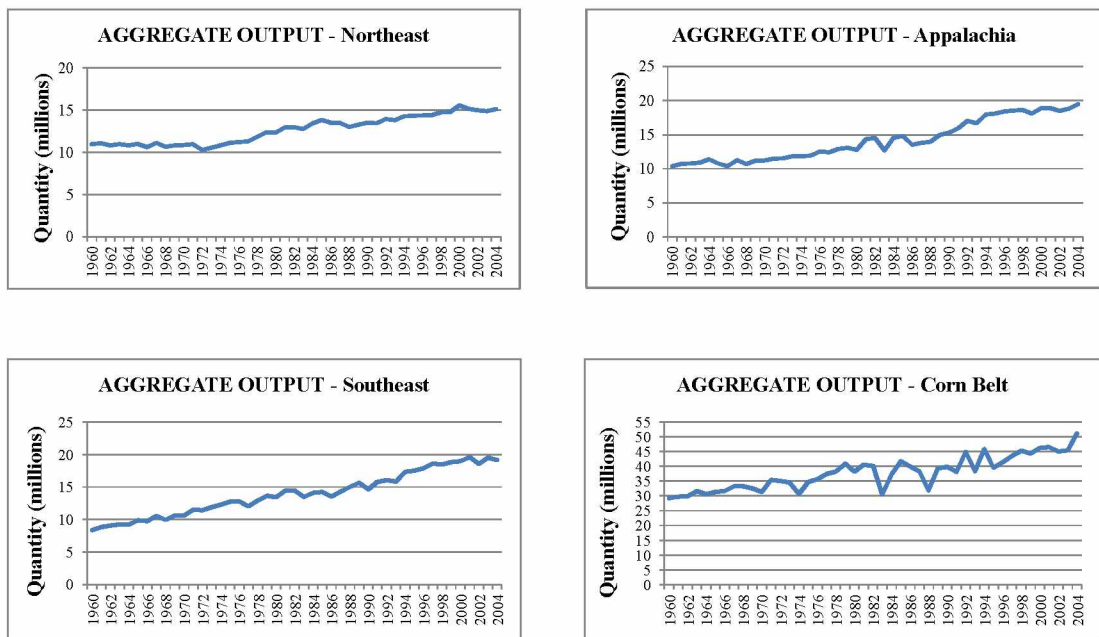 AGGREGATE OUTPUT - Northeast
Quantity (millions)
20
15
10
5
0
1960 1962 1964 1966 1968 1970 1972 1974 1976 1978 1980 1982 1984 1986 1988 1990 1992 1994 1996 1998 2000 2002 2004
AGGREGATE OUTPUT - Appalachia
Quantity (millions)
25
20
15
10
5
0
1960 1962 1964 1966 1968 1970 1972 1974 1976 1978 1980 1982 1984 1986 1988 1990 1992 1994 1996 1998 2000 2002 2004
AGGREGATE OUTPUT - Southeast
Quantity (millions)
25
20
15
10
5
0
1960 1962 1964 1966 1968 1970 1972 1974 1976 1978 1980 1982 1984 1986 1988 1990 1992 1994 1996 1998 2000 2002 2004
AGGREGATE OUTPUT - Corn Belt
Quantity (millions)
55
50
45
40
35
30
25
20
15
10
5
0
1960 1962 1964 1966 1968 1970 1972 1974 1976 1978 1980 1982 1984 1986 1988 1990 1992 1994 1996 1998 2000 2002 2004